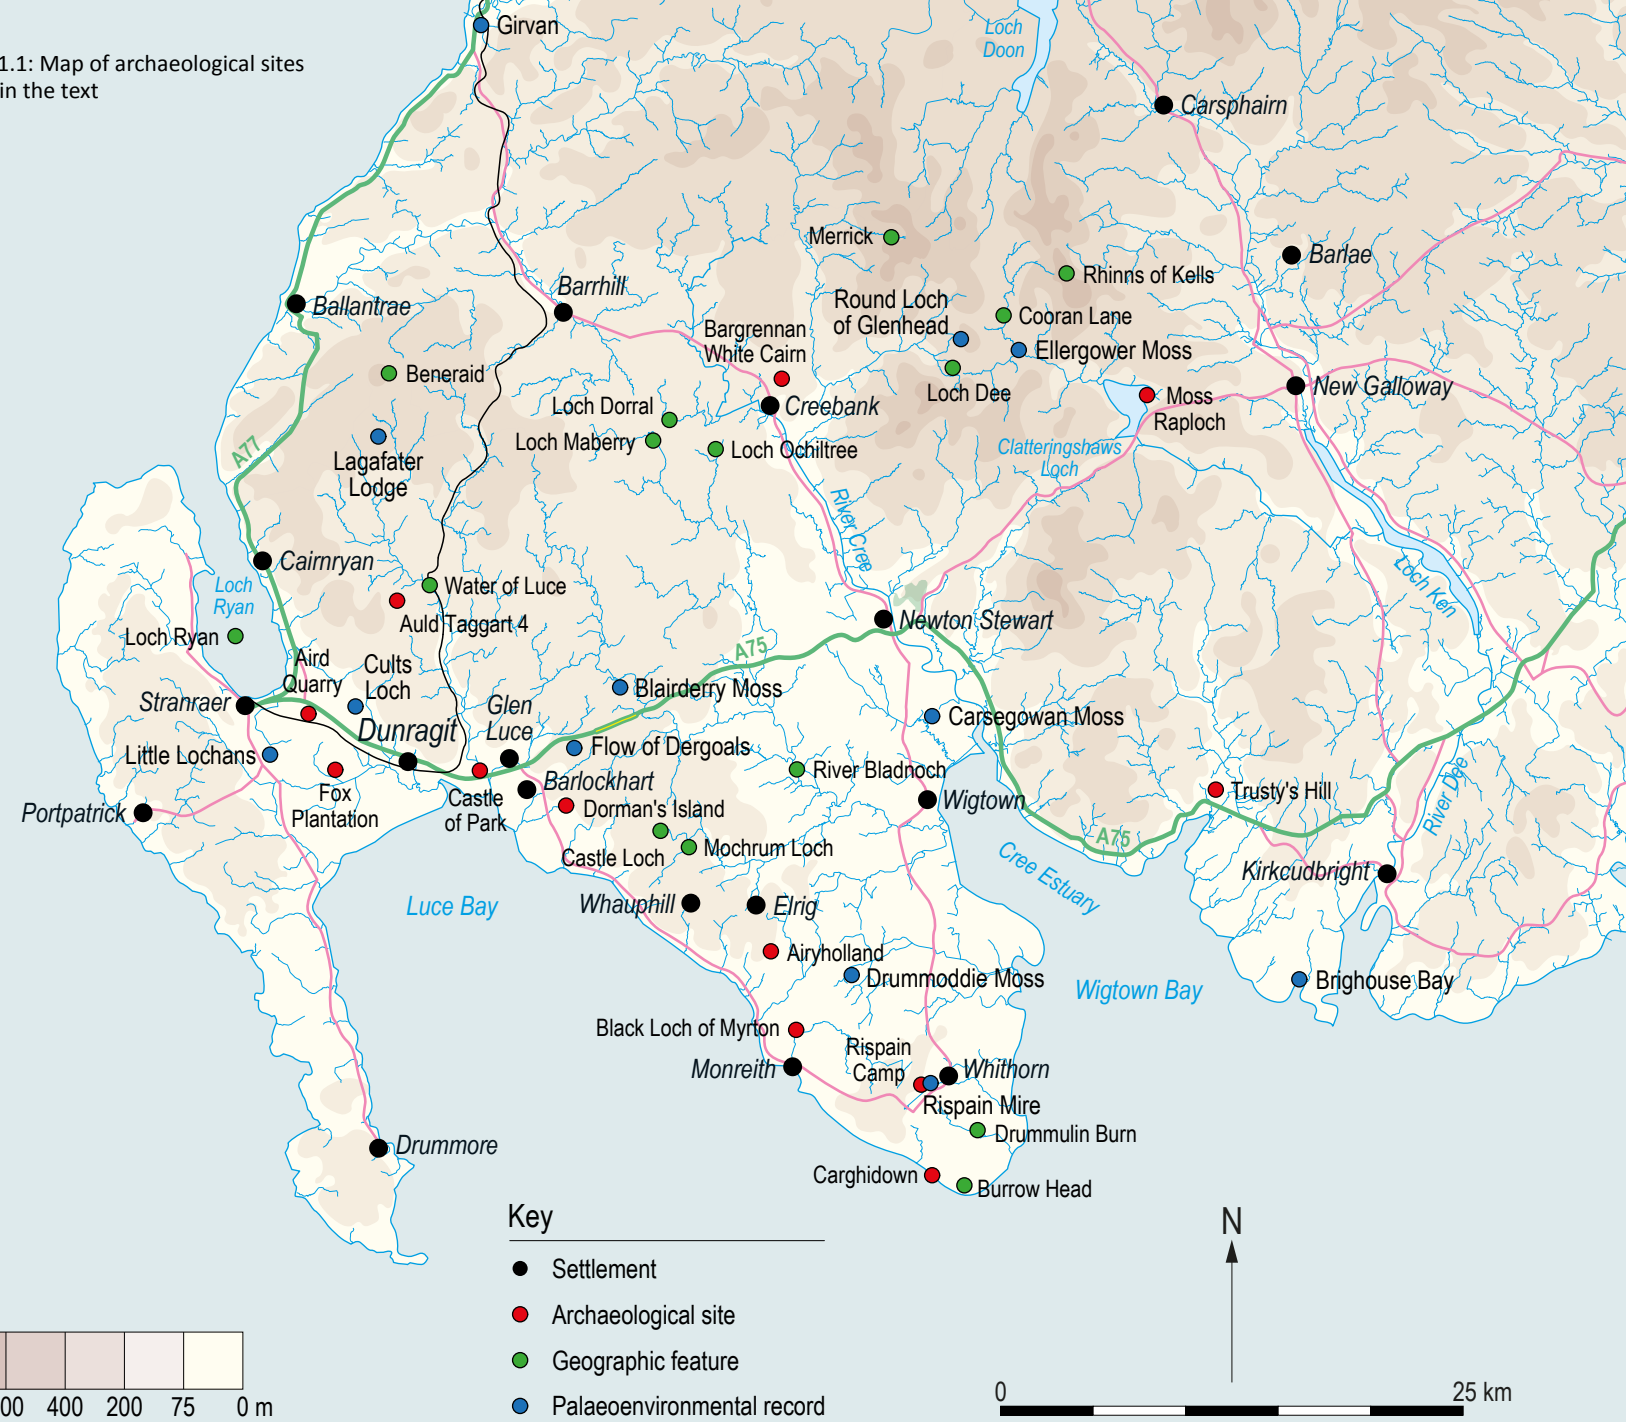 Girvan
1.1: Map of archaeological sites
in the text
Loch
Doon
Carsphairn
Merrick
Barlae
Rhinns of Kells
Barrhill
Ballantrae
Round Loch
of Glenhead
Cooran Lane
Bargrennan
White Cairn
Ellergower Moss
Beneraid
Loch Dee
New Galloway
Loch Dorral
Creebank
Moss
Raploch
Loch Maberry
Loch Ochiltree
Clatteringshaws
Loch
A77
Lagafater
Lodge
River Cree
Cairnryan
Loch
Ryan
Water of Luce
Loch Ken
Auld Taggart 4
Newton Stewart
Loch Ryan
A75
Aird
Quarry
Cults
Loch
Blairderry Moss
Stranraer
Glen
Luce
Carsegowan Moss
Dunragit
Flow of Dergoals
Little Lochans
River Bladnoch
Barlockhart
Fox
Plantation
Castle
of Park
Dorman's Island
Wigtown
Trusty's Hill
River Dee
Portpatrick
A75
Castle Loch
Mochrum Loch
Cree Estuary
Kirkcudbright
Luce Bay
Whauphill
Elrig
Airyholland
Drummoddie Moss
Wigtown Bay
Brighouse Bay
Black Loch of Myrton
Rispain
Camp
Monreith
Whithorn
Rispain Mire
Drummulin Burn
Drummore
Carghidown
Burrow Head
Key
Settlement
Archaeological site
Geographic feature
Palaeoenvironmental record
N
0 25 km
00 400 200 75 0 m